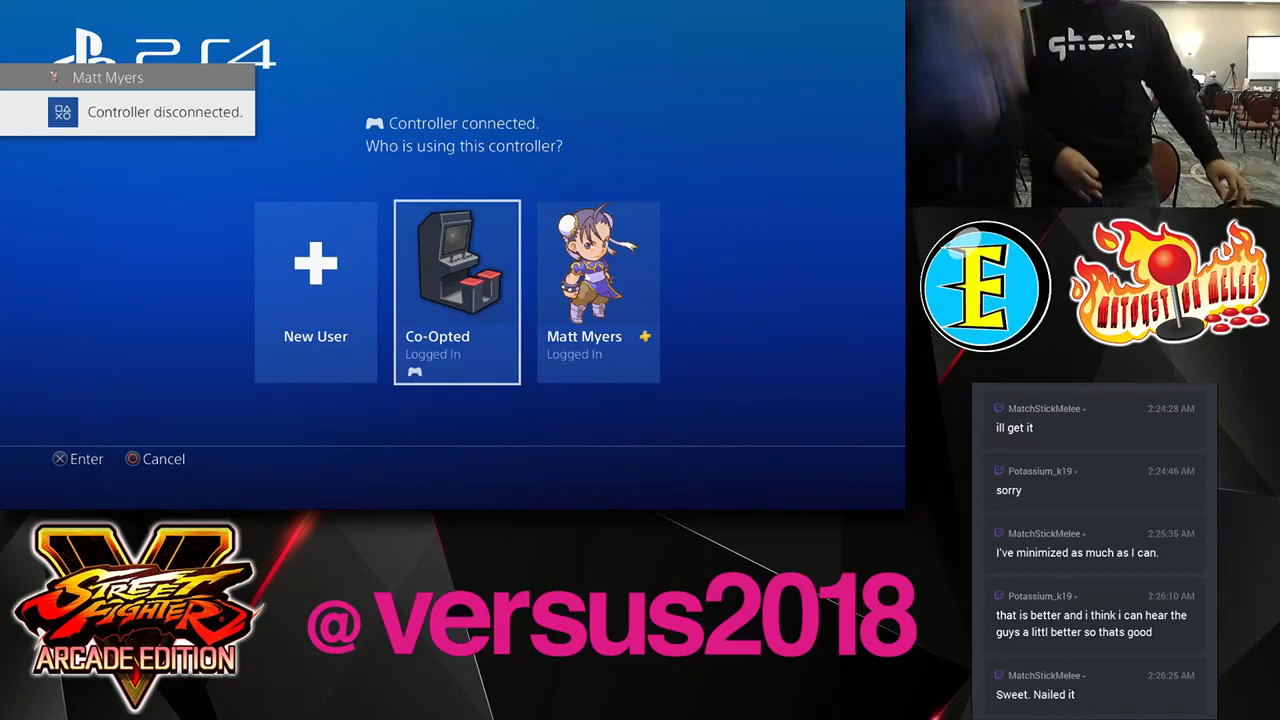 PS4
Matt Myers
Controller disconnected.
Controller connected.
Who is using this controller?
New User
Co-Opted
Logged In
Matt Myers
Logged In
Enter
Cancel
ghost
E
MATCHSTICK MELEE
MatchStickMelee
2:24:28 AM
ill get it
Potassium_k19
2:24:46 AM
sorry
MatchStickMelee
2:25:35 AM
I've minimized as much as I can.
Potassium_k19
2:26:10 AM
that is better and i think i can hear the
guys a littl better so thats good
MatchStickMelee
2:26:25 AM
Sweet. Nailed it
V
STREET
FIGHTER
ARCADE EDITION
@versus2018